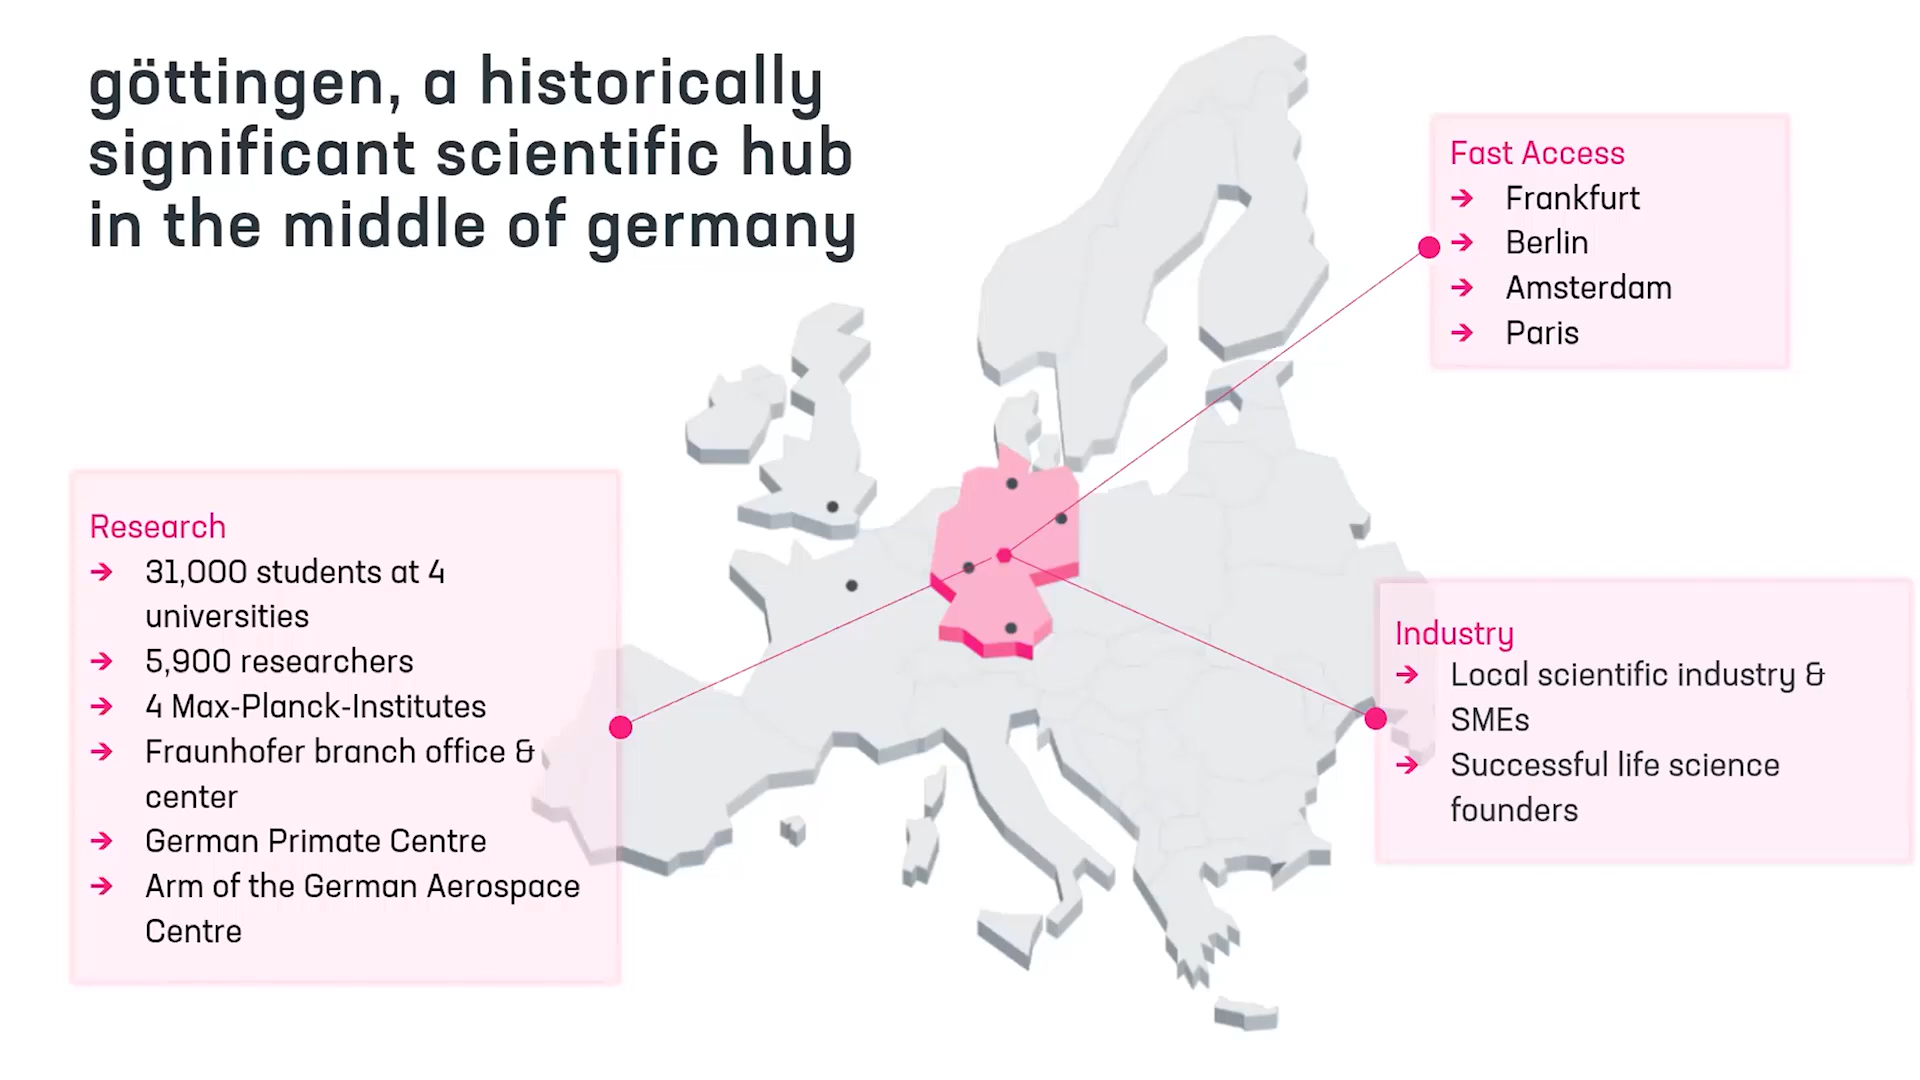 göttingen, a historically
significant scientific hub
in the middle of germany
Fast Access
→ Frankfurt
→ Berlin
→ Amsterdam
→ Paris
Research
→ 31,000 students at 4
universities
→ 5,900 researchers
→ 4 Max-Planck-Institutes
→ Fraunhofer branch office &
center
→ German Primate Centre
→ Arm of the German Aerospace
Centre
Industry
→ Local scientific industry &
SMEs
→ Successful life science
founders